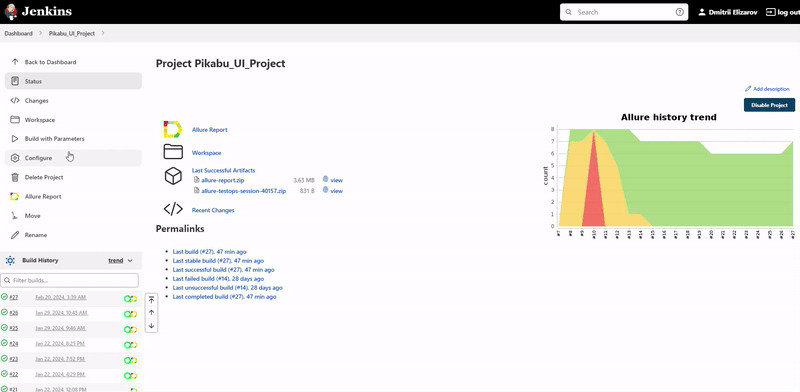 Jenkins
Search
Dmitrii Elizarov
log out
Dashboard
Pikabu_UI_Project
Back to Dashboard
Status
Changes
Workspace
Build with Parameters
Configure
Delete Project
Allure Report
Move
Rename
Build History
trend
Filter builds...
#27 Feb 20, 2024, 3:39 AM
#26 Jan 29, 2024, 10:45 AM
#25 Jan 29, 2024, 9:46 AM
#24 Jan 22, 2024, 8:21 PM
#23 Jan 22, 2024, 7:52 PM
#22 Jan 22, 2024, 4:29 PM
#21 Jan 22, 2024, 12:08 PM
Project Pikabu_UI_Project
Add description
Disable Project
Allure Report
Workspace
Last Successful Artifacts
allure-report.zip 3.63 MB view
allure-testops-session-40157.zip 831 B view
Recent Changes
Permalinks
Last build (#27), 47 min ago
Last stable build (#27), 47 min ago
Last successful build (#27), 47 min ago
Last failed build (#14), 28 days ago
Last unsuccessful build (#14), 28 days ago
Last completed build (#27), 47 min ago
Allure history trend
count
8
7
6
5
4
3
2
1
0
#7 #8 #9 #10 #11 #12 #13 #14 #15 #16 #17 #18 #19 #20 #21 #22 #23 #24 #25 #26 #27